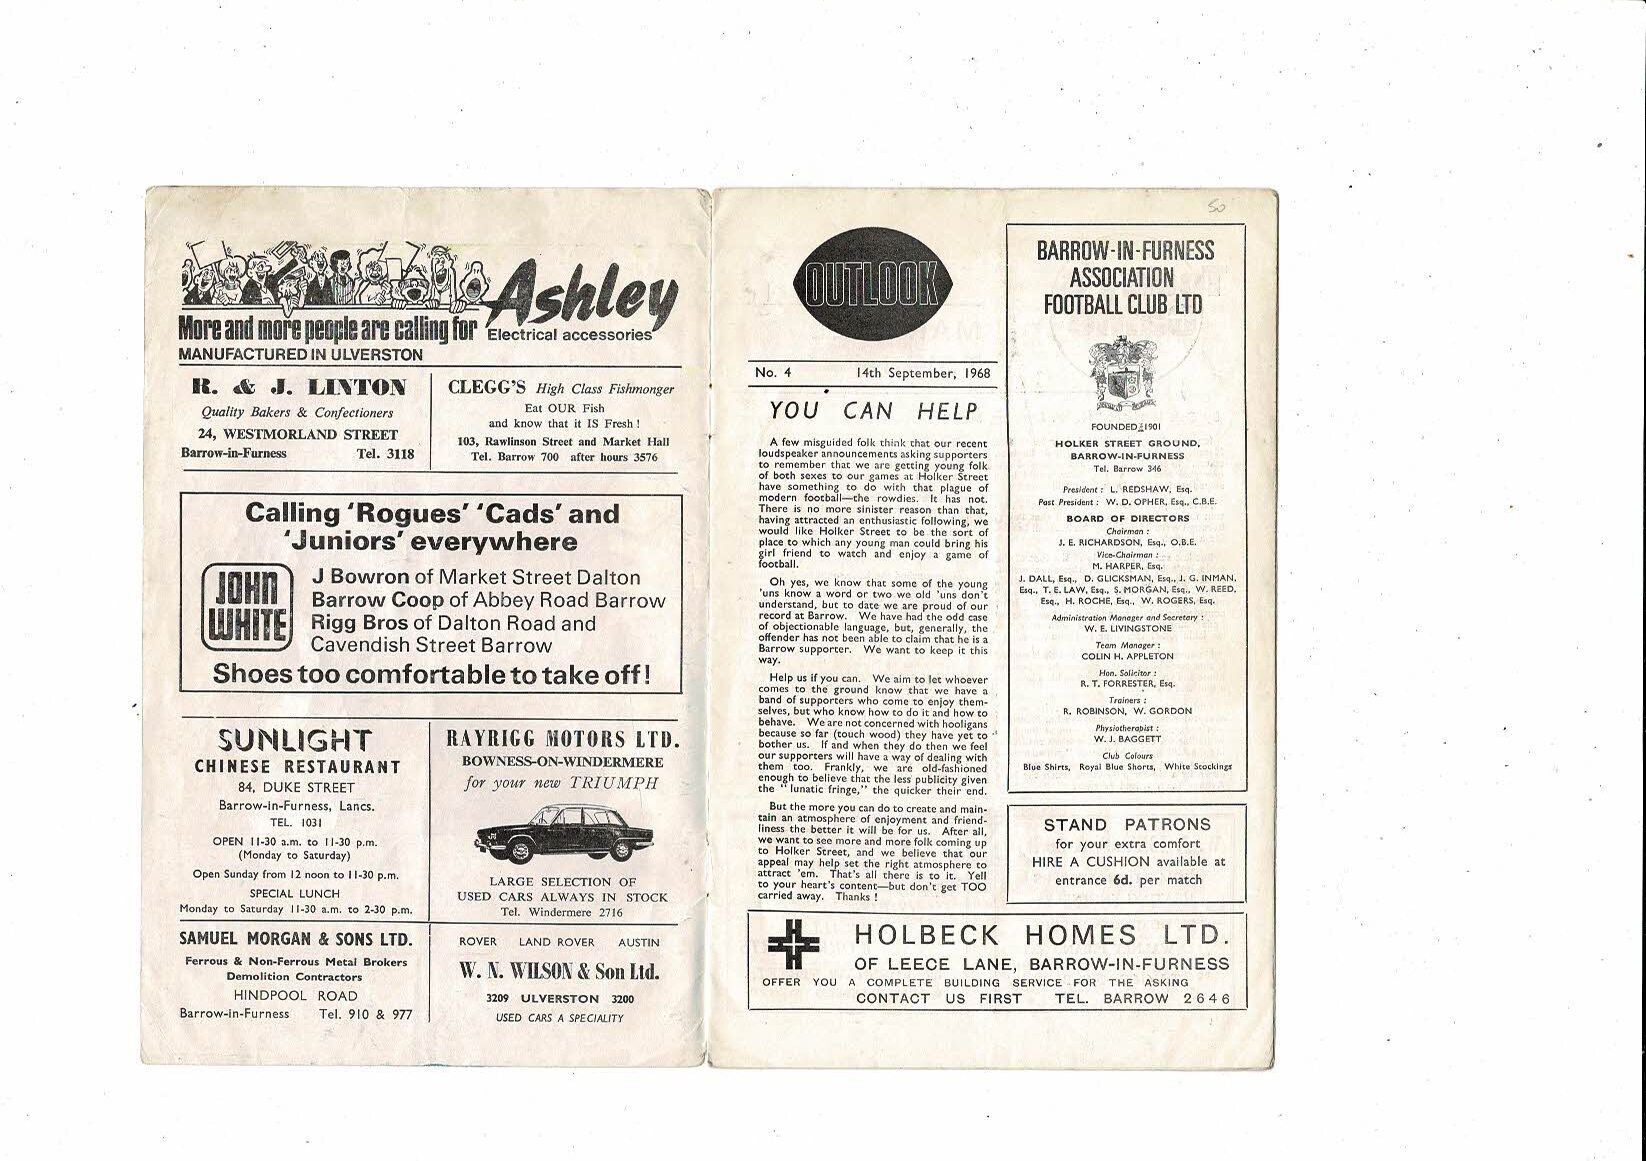 Ashley
More and more people are calling for
Electrical accessories
MANUFACTURED IN ULVERSTON
R. & J. LINTON
Quality Bakers & Confectioners
24, WESTMORLAND STREET
Barrow-in-Furness Tel. 3118
CLEGG'S High Class Fishmonger
Eat OUR Fish
and know that it IS Fresh !
103, Rawlinson Street and Market Hall
Tel. Barrow 700 after hours 3576
Calling 'Rogues' 'Cads' and
'Juniors' everywhere
JOHN
WHITE
J Bowron of Market Street Dalton
Barrow Coop of Abbey Road Barrow
Rigg Bros of Dalton Road and
Cavendish Street Barrow
Shoes too comfortable to take off!
SUNLIGHT
CHINESE RESTAURANT
84, DUKE STREET
Barrow-in-Furness, Lancs.
TEL. 1031
OPEN 11-30 a.m. to 11-30 p.m.
(Monday to Saturday)
Open Sunday from 12 noon to 11-30 p.m.
SPECIAL LUNCH
Monday to Saturday 11-30 a.m. to 2-30 p.m.
RAYRIGG MOTORS LTD.
BOWNESS-ON-WINDERMERE
for your new TRIUMPH
LARGE SELECTION OF
USED CARS ALWAYS IN STOCK
Tel. Windermere 2716
SAMUEL MORGAN & SONS LTD.
Ferrous & Non-Ferrous Metal Brokers
Demolition Contractors
HINDPOOL ROAD
Barrow-in-Furness Tel. 910 & 977
ROVER LAND ROVER AUSTIN
W. N. WILSON & Son Ltd.
3209 ULVERSTON 3200
USED CARS A SPECIALITY
50
OUTLOOK
No. 4 14th September, 1968
YOU CAN HELP
A few misguided folk think that our recent
loudspeaker announcements asking supporters
to remember that we are getting young folk
of both sexes to our games at Holker Street
have something to do with that plague of
modern football—the rowdies. It has not.
There is no more sinister reason than that,
having attracted an enthusiastic following, we
would like Holker Street to be the sort of
place to which any young man could bring his
girl friend to watch and enjoy a game of
football.
Oh yes, we know that some of the young
'uns know a word or two we old 'uns don't
understand, but to date we are proud of our
record at Barrow. We have had the odd case
of objectionable language, but, generally, the
offender has not been able to claim that he is a
Barrow supporter. We want to keep it this
way.
Help us if you can. We aim to let whoever
comes to the ground know that we have a
band of supporters who come to enjoy them-
selves, but who know how to do it and how to
behave. We are not concerned with hooligans
because so far (touch wood) they have yet to
bother us. If and when they do then we feel
our supporters will have a way of dealing with
them too. Frankly, we are old-fashioned
enough to believe that the less publicity given
the "lunatic fringe," the quicker their end.
But the more you can do to create and main-
tain an atmosphere of enjoyment and friend-
liness the better it will be for us. After all,
we want to see more and more folk coming up
to Holker Street, and we believe that our
appeal may help set the right atmosphere to
attract 'em. That's all there is to it. Yell
to your heart's content—but don't get TOO
carried away. Thanks !
BARROW-IN-FURNESS
ASSOCIATION
FOOTBALL CLUB LTD
FOUNDED 1901
HOLKER STREET GROUND,
BARROW-IN-FURNESS
Tel. Barrow 346
President : L. REDSHAW, Esq.
Past President : W. D. OPHER, Esq., C.B.E.
BOARD OF DIRECTORS
Chairman :
J. E. RICHARDSON, Esq., O.B.E.
Vice-Chairman :
M. HARPER, Esq.
J. DALL, Esq., D. GLICKSMAN, Esq., J. G. INMAN,
Esq., T. E. LAW, Esq., S. MORGAN, Esq., W. REED,
Esq., H. ROCHE, Esq., W. ROGERS, Esq.
Administration Manager and Secretary :
W. E. LIVINGSTONE
Team Manager :
COLIN H. APPLETON
Hon. Solicitor :
R. T. FORRESTER, Esq.
Trainers :
R. ROBINSON, W. GORDON
Physiotherapist :
W. J. BAGGETT
Club Colours
Blue Shirts, Royal Blue Shorts, White Stockings
STAND PATRONS
for your extra comfort
HIRE A CUSHION available at
entrance 6d. per match
HOLBECK HOMES LTD.
OF LEECE LANE, BARROW-IN-FURNESS
OFFER YOU A COMPLETE BUILDING SERVICE FOR THE ASKING
CONTACT US FIRST TEL. BARROW 2646